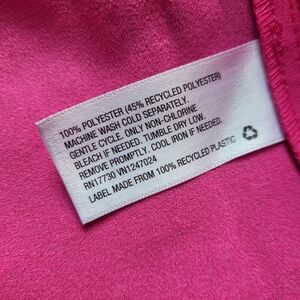 100% POLYESTER (45% RECYCLED POLYESTER)
MACHINE WASH COLD SEPARATELY.
GENTLE CYCLE. ONLY NON-CHLORINE
BLEACH IF NEEDED. TUMBLE DRY LOW.
REMOVE PROMPTLY. COOL IRON IF NEEDED.
RN17730 VN1247024
LABEL MADE FROM 100% RECYCLED PLASTIC